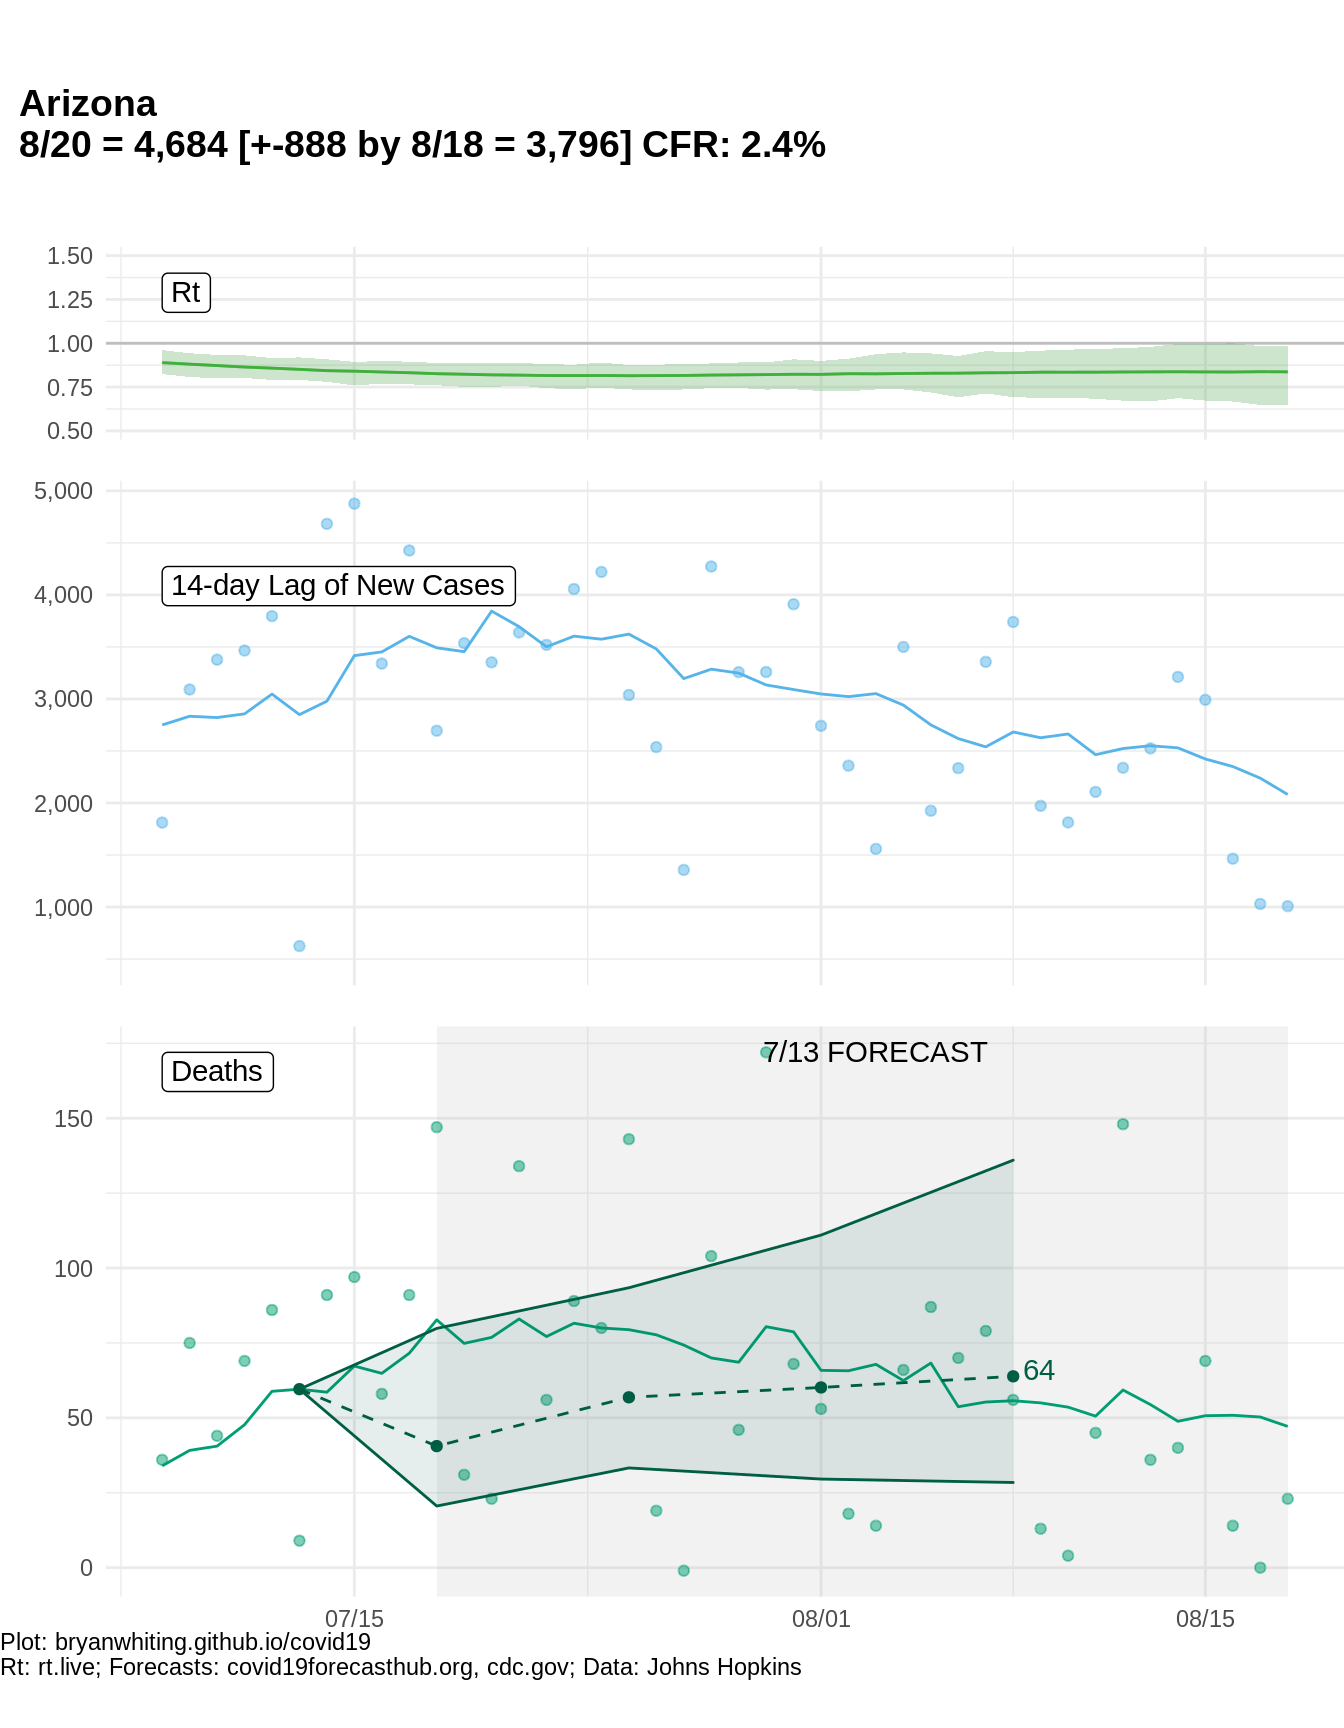 Arizona
8/20 = 4,684 [+-888 by 8/18 = 3,796] CFR: 2.4%
1.50
Rt
1.25
1.00
0.75
0.50
5,000
14-day Lag of New Cases
4,000
3,000
2,000
1,000
7/13 FORECAST
Deaths
150
100
64
50
0
07/15 08/01 08/15
Plot: bryanwhiting.github.io/covid19
Rt: rt.live; Forecasts: covid19forecasthub.org, cdc.gov; Data: Johns Hopkins